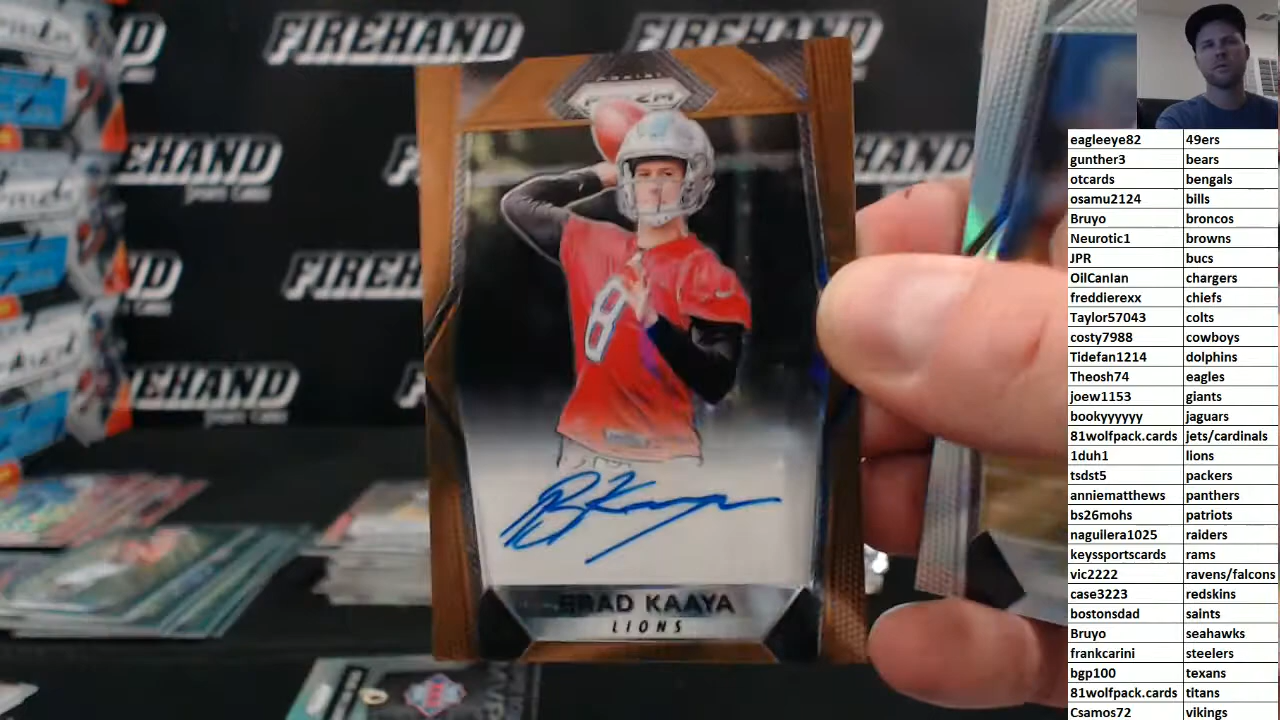 FIREHAND
FIREHAND
FIREHAND
FIREHAND
FIREHAND
PRIZM
8
B Kaaya
BRAD KAAYA
LIONS
eagleeye82 49ers
gunther3 bears
otcards bengals
osamu2124 bills
Bruyo broncos
Neurotic1 browns
JPR bucs
OilCanIan chargers
freddierexx chiefs
Taylor57043 colts
costy7988 cowboys
Tidefan1214 dolphins
Theosh74 eagles
joew1153 giants
bookyyyyyy jaguars
81wolfpack.cards jets/cardinals
1duh1 lions
tsdst5 packers
anniematthews panthers
bs26mohs patriots
naguilera1025 raiders
keyssportscards rams
vic2222 ravens/falcons
case3223 redskins
bostonsdad saints
Bruyo seahawks
frankcarini steelers
bgp100 texans
81wolfpack.cards titans
Csamos72 vikings